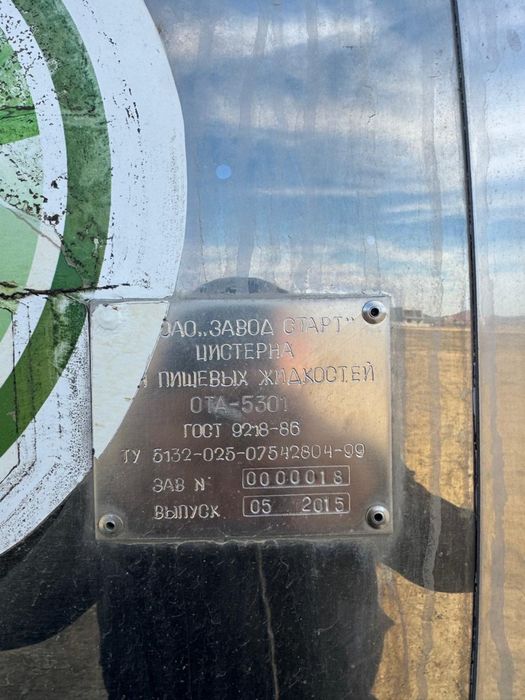 ЗАО „ЗАВОД СТАРТ"
ЦИСТЕРНА
ПИЩЕВЫХ ЖИДКОСТЕЙ
ОТА-5301
ГОСТ 9218-86
ТУ 5132-025-07542804-99
ЗАВ № 0000018
ВЫПУСК 05 2015